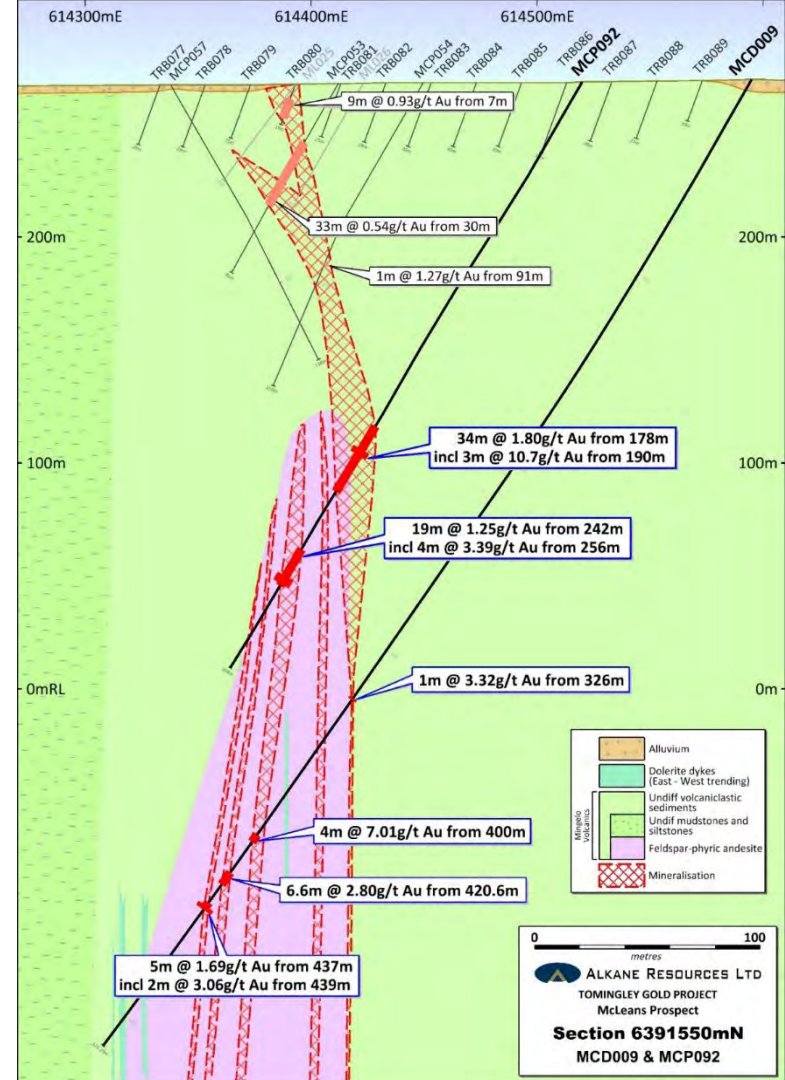 614300mE
614400mE
614500mE
TRB077
MCP057
TRB078
TRB079
TRB080
ML025
MCP053
TRB081
ML026
TRB082
MCP054
TRB083
TRB084
TRB085
TRB086
MCP092
TRB087
TRB088
TRB089
MCD009
9m @ 0.93g/t Au from 7m
200m
33m @ 0.54g/t Au from 30m
200m
1m @ 1.27g/t Au from 91m
34m @ 1.80g/t Au from 178m
incl 3m @ 10.7g/t Au from 190m
100m
100m
19m @ 1.25g/t Au from 242m
incl 4m @ 3.39g/t Au from 256m
0mRL
1m @ 3.32g/t Au from 326m
0m
Alluvium
Dolerite dykes
(East - West trending)
Mingelo
Volcanics
Undiff volcaniclastic
sediments
Undif mudstones and
siltstones
Feldspar-phyric andesite
Mineralisation
4m @ 7.01g/t Au from 400m
6.6m @ 2.80g/t Au from 420.6m
5m @ 1.69g/t Au from 437m
incl 2m @ 3.06g/t Au from 439m
0 100
metres
ALKANE RESOURCES LTD
TOMINGLEY GOLD PROJECT
McLeans Prospect
Section 6391550mN
MCD009 & MCP092